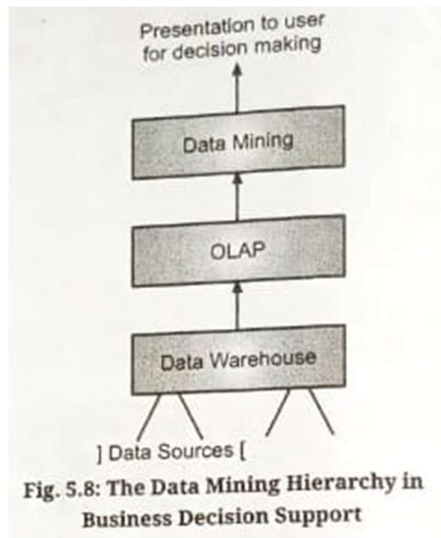 Presentation to user
for decision making
Data Mining
OLAP
Data Warehouse
] Data Sources [
Fig. 5.8: The Data Mining Hierarchy in
Business Decision Support